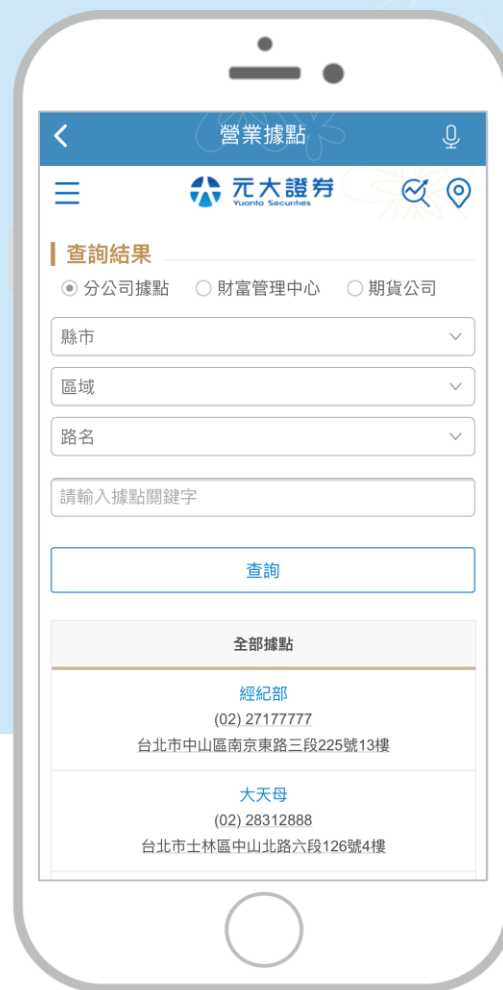 營業據點
元大證券
Yuanta Securities
查詢結果
分公司據點 財富管理中心 期貨公司
縣市
區域
路名
請輸入據點關鍵字
查詢
全部據點
經紀部
(02) 27177777
台北市中山區南京東路三段225號13樓
大天母
(02) 28312888
台北市士林區中山北路六段126號4樓